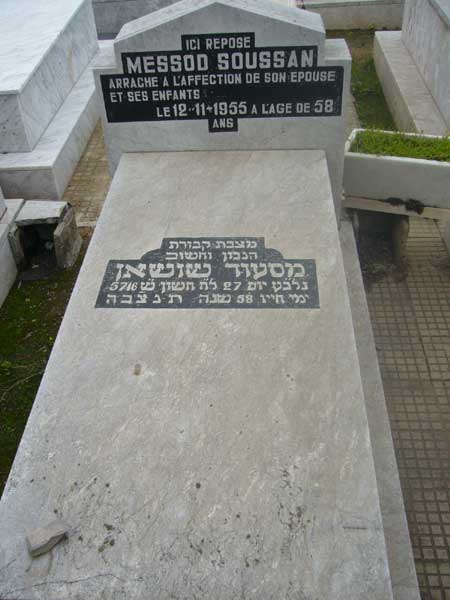 ICI REPOSE
MESSOD SOUSSAN
ARRACHE A L'AFFECTION DE SON EPOUSE
ET SES ENFANTS
LE 12-11-1955 A L'AGE DE 58
ANS
מצבת קבורת
הנבון וחשוב
מסעוד שושאן
נלב״ע יום 27 לח חשון ש 5716
ימי חייו 58 שנה ת נ צ ב ה